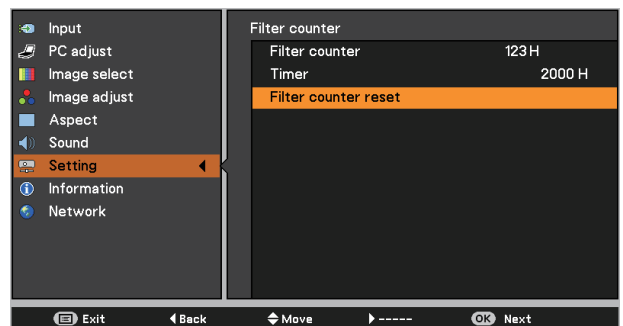 Input
PC adjust
Image select
Image adjust
Aspect
Sound
Setting
Information
Network
Filter counter
Filter counter 123 H
Timer 2000 H
Filter counter reset
Exit Back Move ----- OK Next